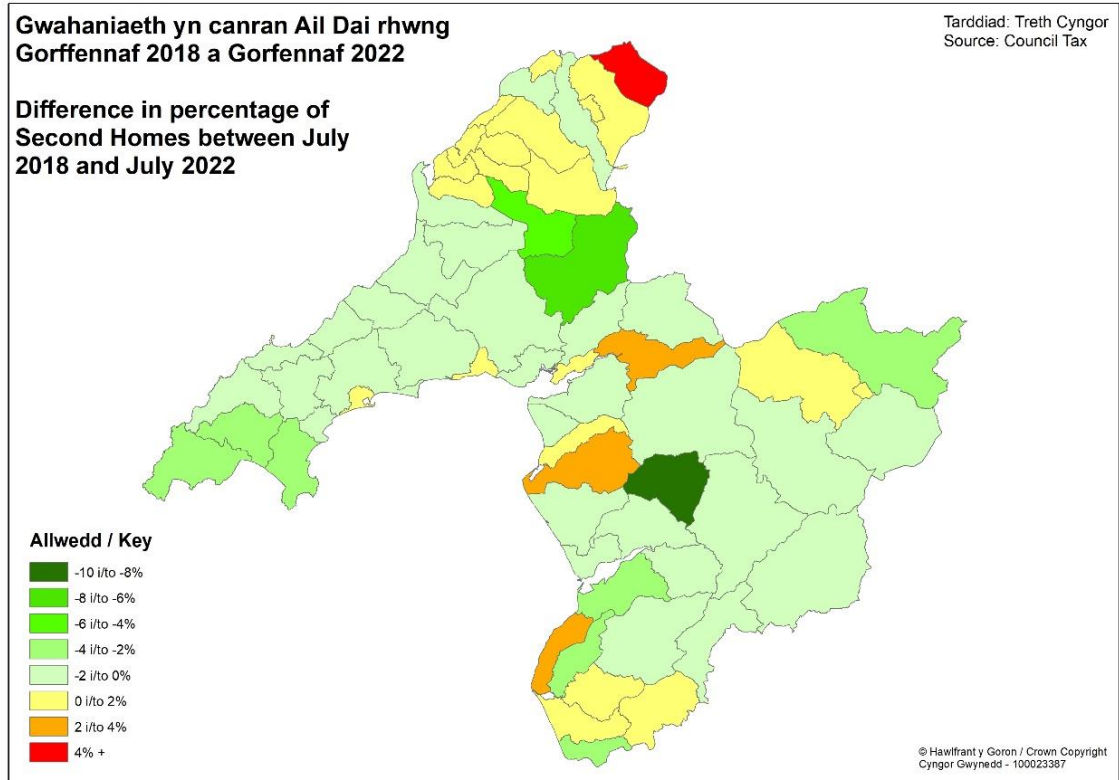 Gwahaniaeth yn canran Ail Dai rhwng
Gorffennaf 2018 a Gorfennaf 2022
Difference in percentage of
Second Homes between July
2018 and July 2022
Tarddiad: Treth Cyngor
Source: Council Tax
Allwedd / Key
-10 i/to -8%
-8 i/to -6%
-6 i/to -4%
-4 i/to -2%
-2 i/to 0%
0 i/to 2%
2 i/to 4%
4% +
© Hawlfrant y Goron / Crown Copyright
Cyngor Gwynedd - 100023387